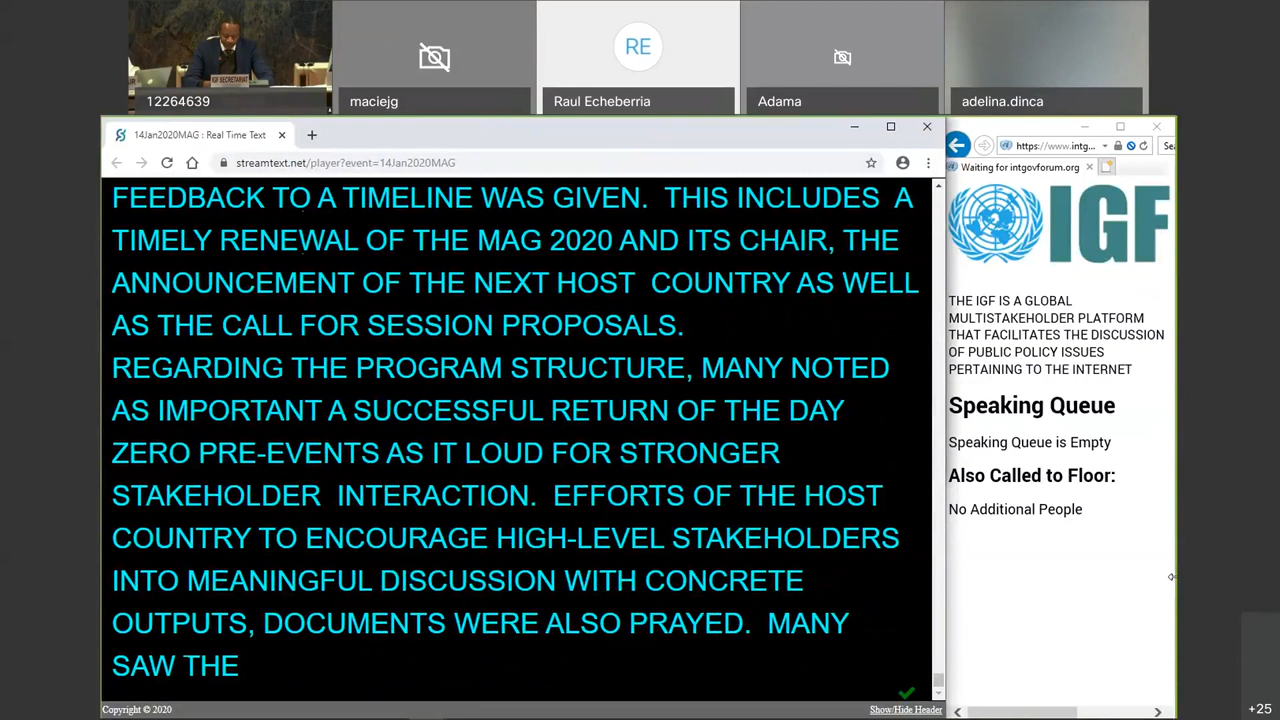 IGF SECRETARIAT
12264639
maciejg
RE
Raul Echeberria
Adama
adelina.dinca
14Jan2020MAG : Real Time Text
streamtext.net/player?event=14Jan2020MAG
FEEDBACK TO A TIMELINE WAS GIVEN. THIS INCLUDES A
TIMELY RENEWAL OF THE MAG 2020 AND ITS CHAIR, THE
ANNOUNCEMENT OF THE NEXT HOST COUNTRY AS WELL
AS THE CALL FOR SESSION PROPOSALS.
REGARDING THE PROGRAM STRUCTURE, MANY NOTED
AS IMPORTANT A SUCCESSFUL RETURN OF THE DAY
ZERO PRE-EVENTS AS IT LOUD FOR STRONGER
STAKEHOLDER INTERACTION. EFFORTS OF THE HOST
COUNTRY TO ENCOURAGE HIGH-LEVEL STAKEHOLDERS
INTO MEANINGFUL DISCUSSION WITH CONCRETE
OUTPUTS, DOCUMENTS WERE ALSO PRAYED. MANY
SAW THE
Copyright © 2020
Show/Hide Header
https://www.intg...
Sea
Waiting for intgovforum.org
IGF
THE IGF IS A GLOBAL
MULTISTAKEHOLDER PLATFORM
THAT FACILITATES THE DISCUSSION
OF PUBLIC POLICY ISSUES
PERTAINING TO THE INTERNET
Speaking Queue
Speaking Queue is Empty
Also Called to Floor:
No Additional People
+25